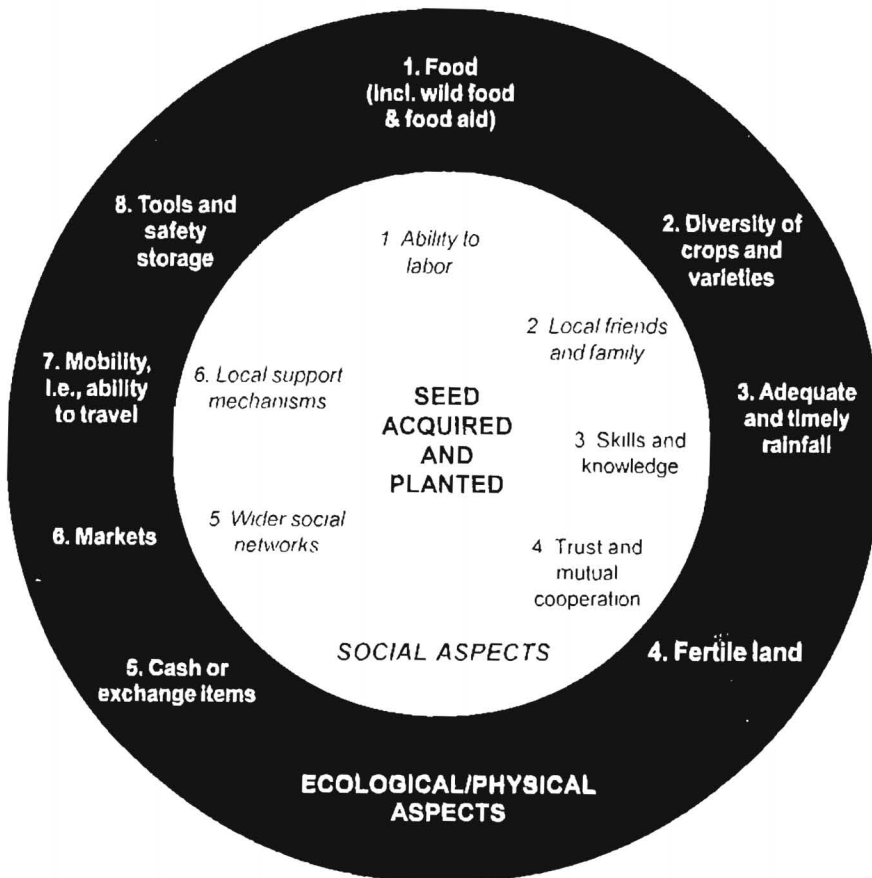 1. Food
(incl. wild food
& food aid)
2. Diversity of
crops and
varieties
3. Adequate
and timely
rainfall
4. Fertile land
5. Cash or
exchange items
6. Markets
7. Mobility,
i.e., ability
to travel
8. Tools and
safety
storage
1 Ability to
labor
2 Local friends
and family
3 Skills and
knowledge
4 Trust and
mutual
cooperation
5 Wider social
networks
6. Local support
mechanisms
SEED
ACQUIRED
AND
PLANTED
SOCIAL ASPECTS
ECOLOGICAL/PHYSICAL
ASPECTS